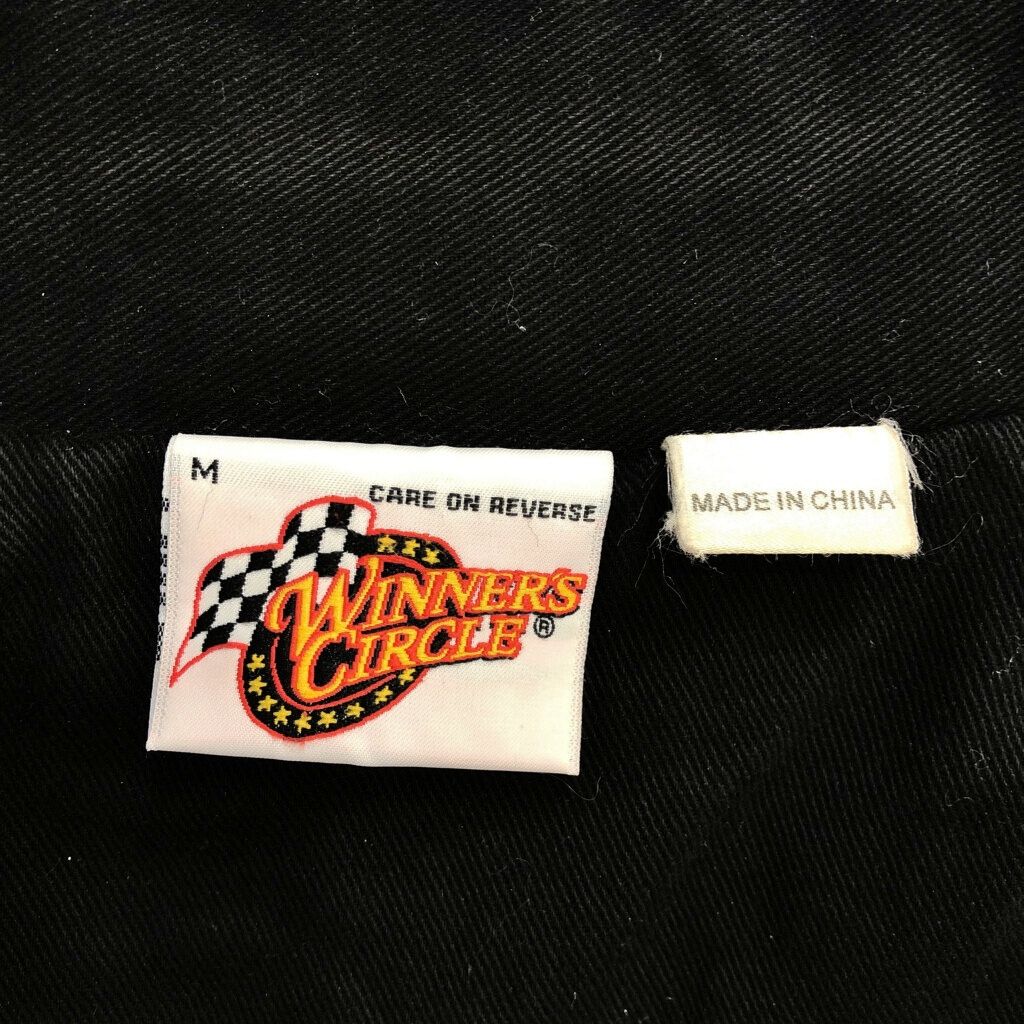 M
CARE ON REVERSE
WINNER'S
CIRCLE ®
MADE IN CHINA